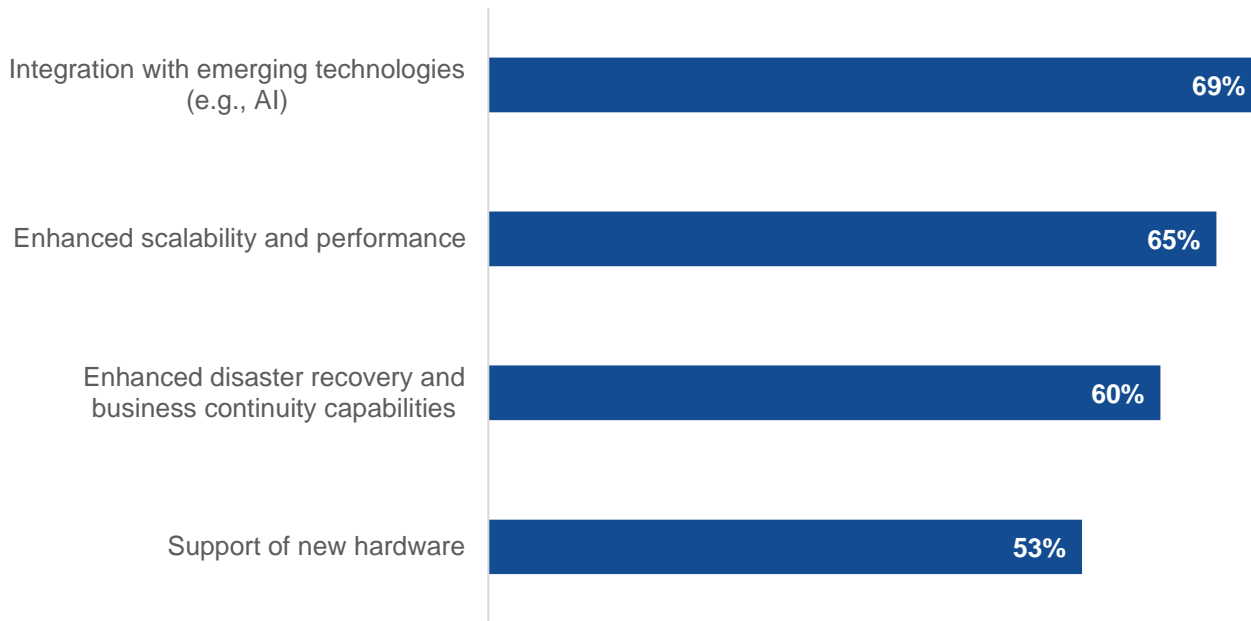 Integration with emerging technologies
(e.g., AI)
69%
Enhanced scalability and performance
65%
Enhanced disaster recovery and
business continuity capabilities
60%
Support of new hardware
53%